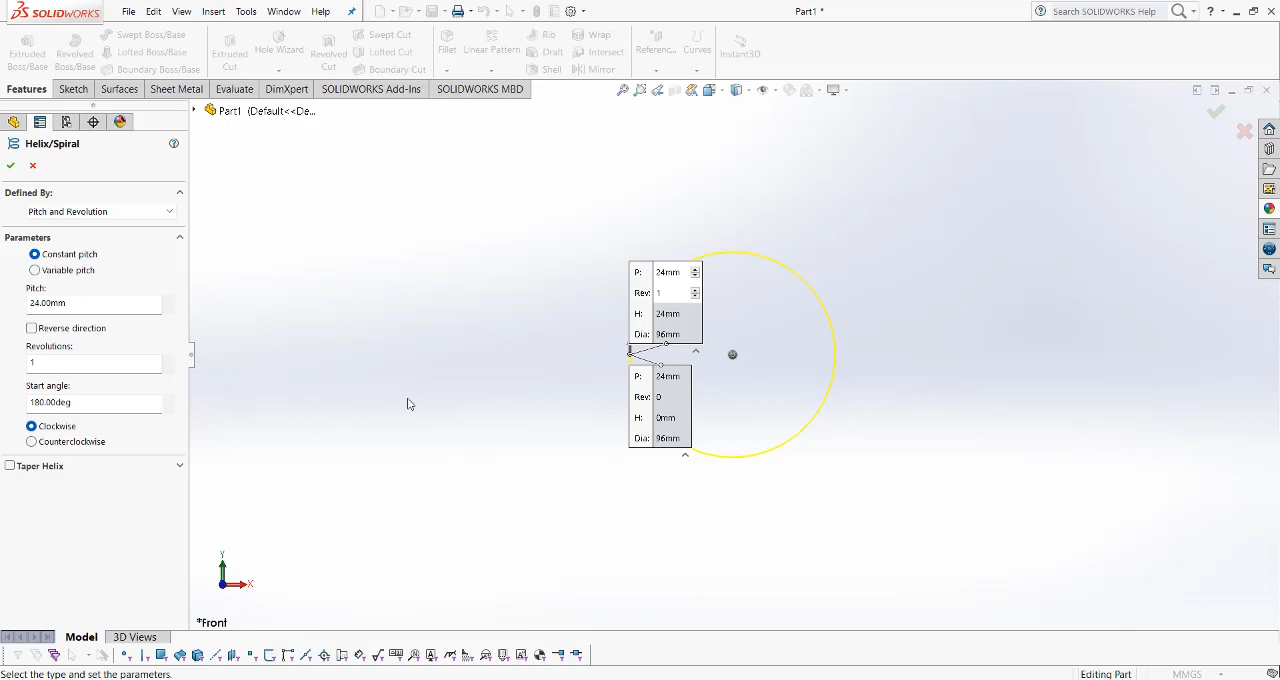 SOLIDWORKS
File Edit View Insert Tools Window Help
Part1 *
Search SOLIDWORKS Help
Extruded Boss/Base
Revolved Boss/Base
Swept Boss/Base
Lofted Boss/Base
Boundary Boss/Base
Extruded Cut
Hole Wizard
Revolved Cut
Swept Cut
Lofted Cut
Boundary Cut
Fillet
Linear Pattern
Rib
Draft
Shell
Wrap
Intersect
Mirror
Referenc...
Curves
Instant3D
Features Sketch Surfaces Sheet Metal Evaluate DimXpert SOLIDWORKS Add-Ins SOLIDWORKS MBD
Part1 (Default<<De...
Helix/Spiral
Defined By:
Pitch and Revolution
Parameters
Constant pitch
Variable pitch
Pitch:
24.00mm
Reverse direction
Revolutions:
1
Start angle:
180.00deg
Clockwise
Counterclockwise
Taper Helix
P: 24mm
Rev: 1
H: 24mm
Dia: 96mm
P: 24mm
Rev: 0
H: 0mm
Dia: 96mm
Y
X
*Front
Model 3D Views
Select the type and set the parameters.
Editing Part
MMGS